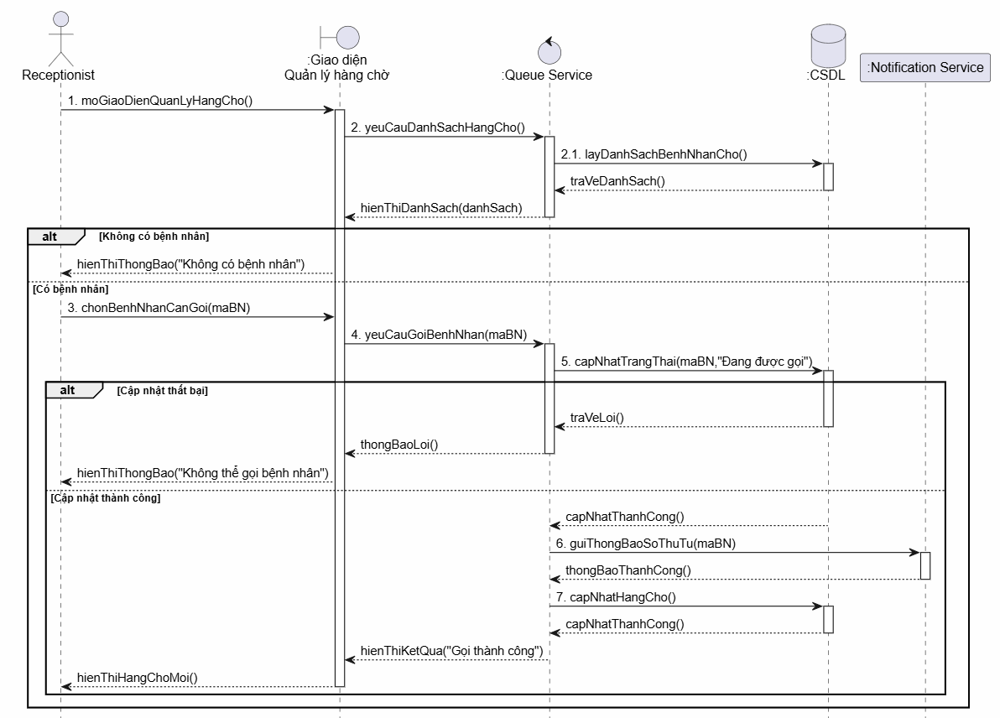 Receptionist
:Giao diện
Quản lý hàng chờ
:Queue Service
:CSDL
:Notification Service
1. moGiaoDienQuanLyHangCho()
2. yeuCauDanhSachHangCho()
2.1. layDanhSachBenhNhanCho()
traVeDanhSach()
hienThiDanhSach(danhSach)
alt [Không có bệnh nhân]
hienThiThongBao("Không có bệnh nhân")
[Có bệnh nhân]
3. chonBenhNhanCanGoi(maBN)
4. yeuCauGoiBenhNhan(maBN)
5. capNhatTrangThai(maBN,"Đang được gọi")
alt [Cập nhật thất bại]
traVeLoi()
thongBaoLoi()
hienThiThongBao("Không thể gọi bệnh nhân")
[Cập nhật thành công]
capNhatThanhCong()
6. guiThongBaoSoThuTu(maBN)
thongBaoThanhCong()
7. capNhatHangCho()
capNhatThanhCong()
hienThiKetQua("Gọi thành công")
hienThiHangChoMoi()